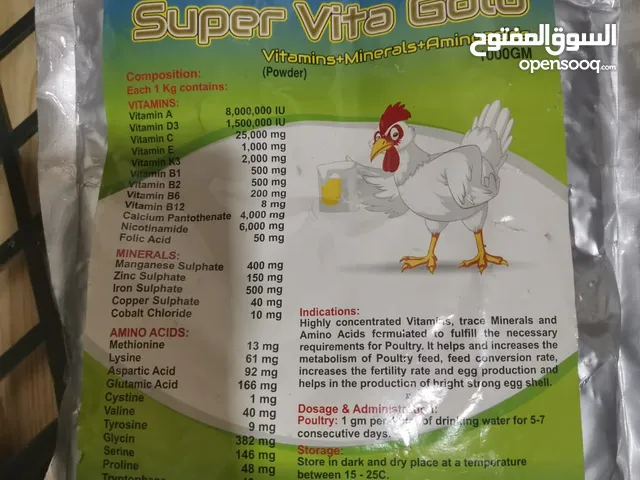 Super Vita Gold
Vitamins+Minerals+Amino
(Powder)
1000GM
السوق المفتوح
opensooq.com
Composition:
Each 1 Kg contains:
VITAMINS:
Vitamin A 8,000,000 IU
Vitamin D3 1,500,000 IU
Vitamin C 25,000 mg
Vitamin E 1,000 mg
Vitamin K3 2,000 mg
Vitamin B1 500 mg
Vitamin B2 500 mg
Vitamin B6 200 mg
Vitamin B12 8 mg
Calcium Pantothenate 4,000 mg
Nicotinamide 6,000 mg
Folic Acid 50 mg
MINERALS:
Manganese Sulphate 400 mg
Zinc Sulphate 150 mg
Iron Sulphate 500 mg
Copper Sulphate 40 mg
Cobalt Chloride 10 mg
AMINO ACIDS:
Methionine 13 mg
Lysine 61 mg
Aspartic Acid 92 mg
Glutamic Acid 166 mg
Cystine 1 mg
Valine 40 mg
Tyrosine 9 mg
Glycin 382 mg
Serine 146 mg
Proline 48 mg
Tryptophane
Indications:
Highly concentrated Vitamins, trace Minerals and
Amino Acids fermulated to fulfill the necessary
requirements for Poultry. It helps and increases the
metabolism of Poultry feed, feed conversion rate,
increases the fertility rate and egg production and
helps in the production of bright strong egg shell.
Dosage & Administration:
Poultry: 1 gm per of drinking water for 5-7
consecutive days.
Storage:
Store in dark and dry place at a temperature
between 15 - 25C.